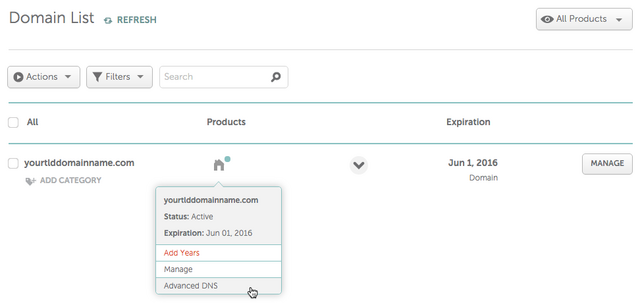 Domain List REFRESH All Products
Actions Filters Search
All Products Expiration
yourtlddomainname.com Jun 1, 2016 MANAGE
ADD CATEGORY Domain
yourtlddomainname.com
Status: Active
Expiration: Jun 01, 2016
Add Years
Manage
Advanced DNS